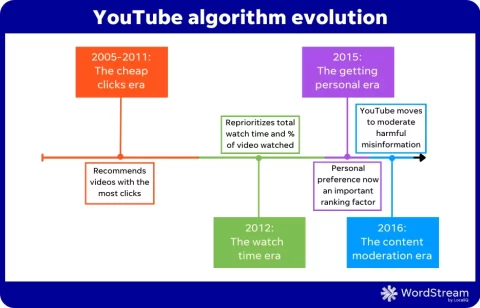 YouTube algorithm evolution
2005-2011:
The cheap
clicks era
Recommends
videos with the
most clicks
Reprioritizes total
watch time and %
of video watched
2012:
The watch
time era
2015:
The getting
personal era
Personal
preference now
an important
ranking factor
YouTube moves
to moderate
harmful
misinformation
2016:
The content
moderation era
WordStream
by LocaliQ